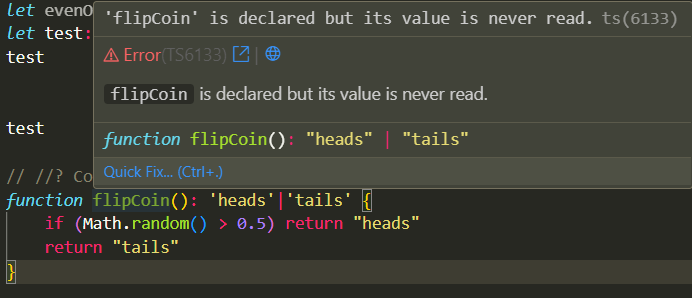 let evenO
'flipCoin' is declared but its value is never read. ts(6133)
let test:
Error(TS6133) |
test
flipCoin is declared but its value is never read.
test
function flipCoin(): "heads" | "tails"
Quick Fix... (Ctrl+.)
// //? Co
function flipCoin(): 'heads'|'tails' {
if (Math.random() > 0.5) return "heads"
return "tails"
}